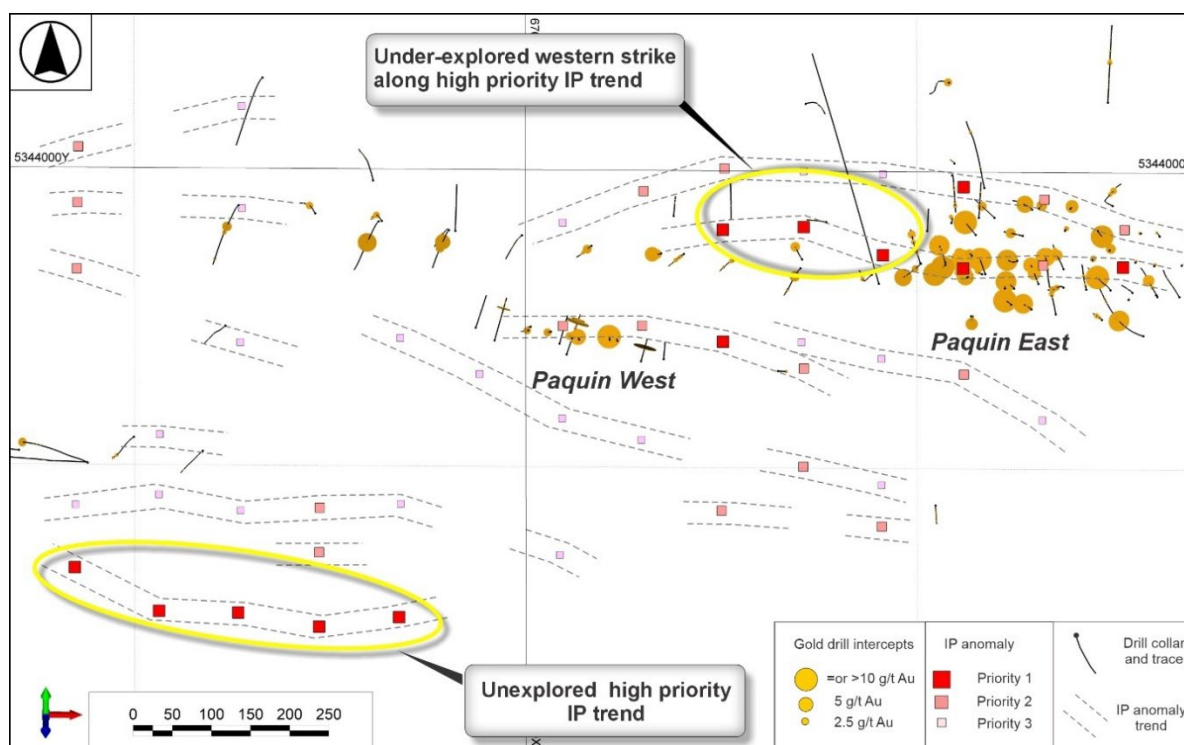 Under-explored western strike
along high priority IP trend
5344000Y
5344000
Paquin East
Paquin West
Unexplored high priority
IP trend
0 50 100 150 200 250
Gold drill intercepts
=or >10 g/t Au
5 g/t Au
2.5 g/t Au
IP anomaly
Priority 1
Priority 2
Priority 3
Drill collar
and trace
IP anomaly
trend